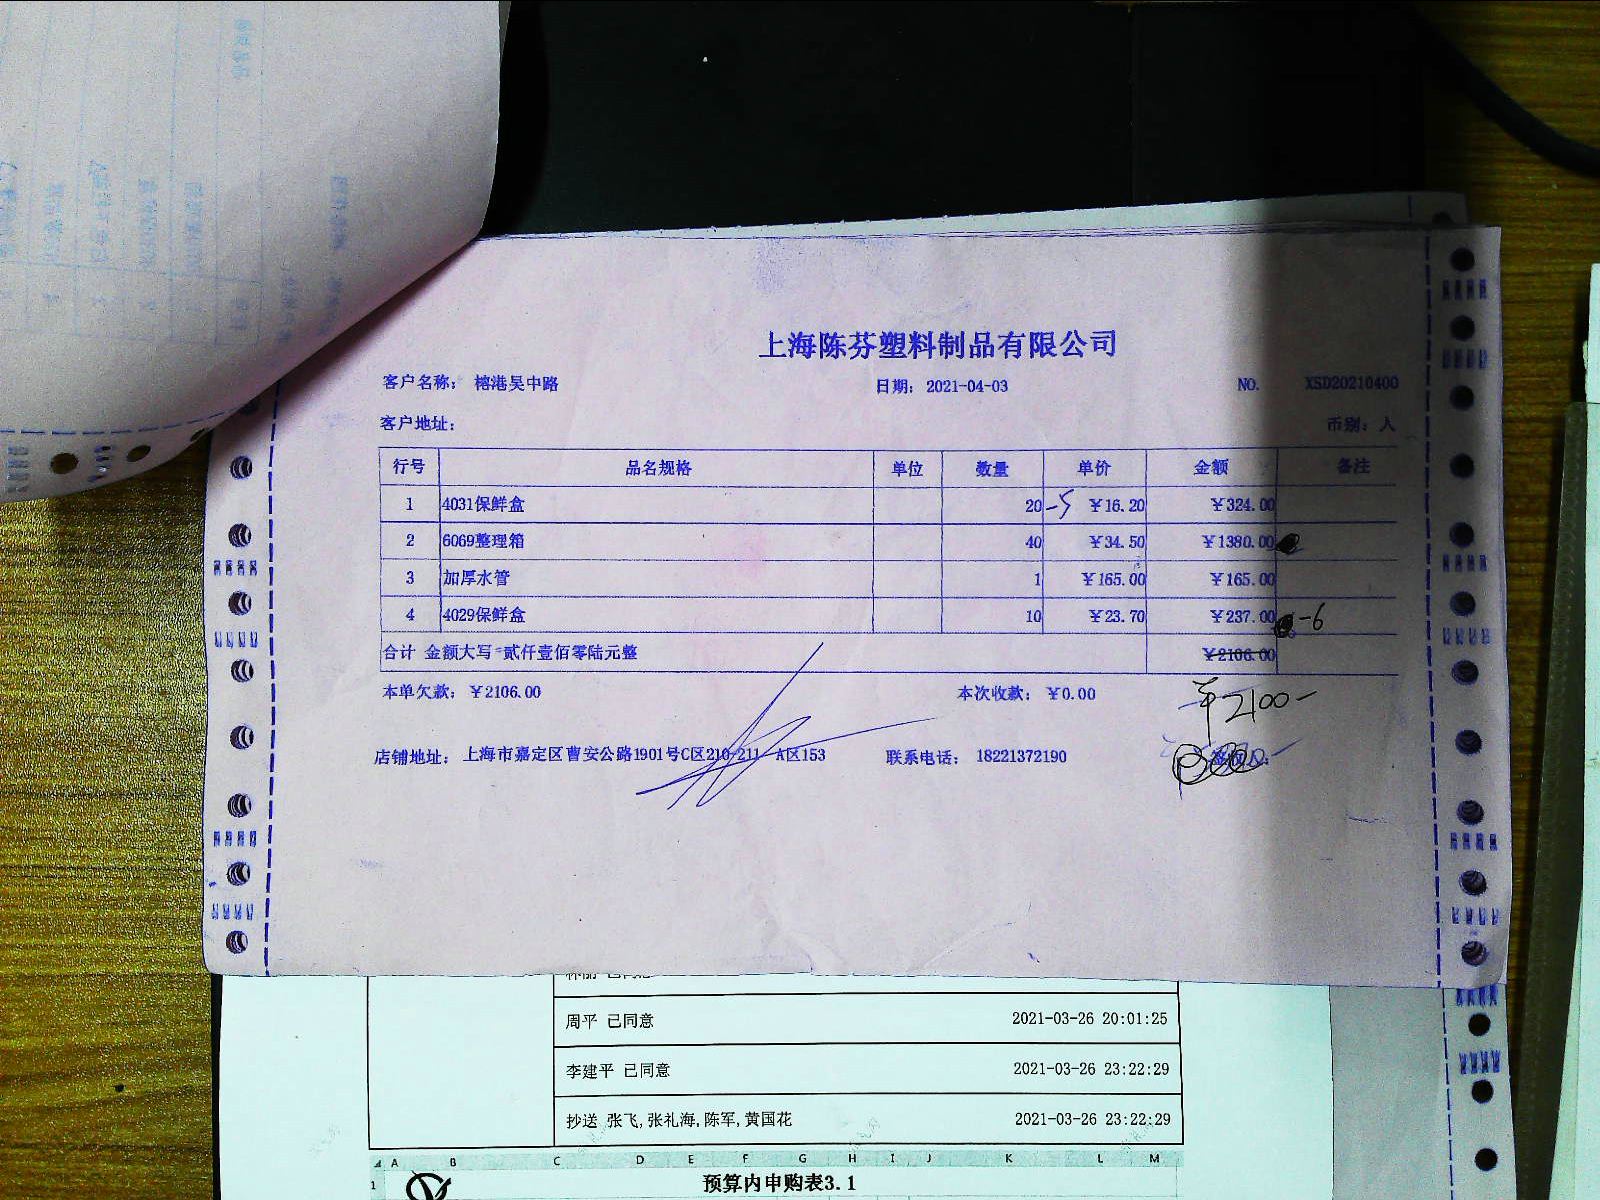 上海陈芬塑料制品有限公司
客户名称： 榕港吴中路 日期： 2021-04-03 NO. XSD20210400
客户地址： 币别：人
行号 品名规格 单位 数量 单价 金额 备注
1 4031保鲜盒 20 -5 ￥16.20 ￥324.00
2 6069整理箱 40 ￥34.50 ￥1380.00
3 加厚水管 1 ￥165.00 ￥165.00
4 4029保鲜盒 10 ￥23.70 ￥237.00 -6
合计 金额大写 贰仟壹佰零陆元整 ￥2106.00
本单欠款： ￥2106.00 本次收款： ￥0.00
￥2100-
店铺地址： 上海市嘉定区曹安公路1901号C区210-211 A区153 联系电话： 18221372190
周平 已同意 2021-03-26 20:01:25
李建平 已同意 2021-03-26 23:22:29
抄送 张飞,张礼海,陈军,黄国花 2021-03-26 23:22:29
A B C D E F G H I J K L M
1 预算内申购表3.1